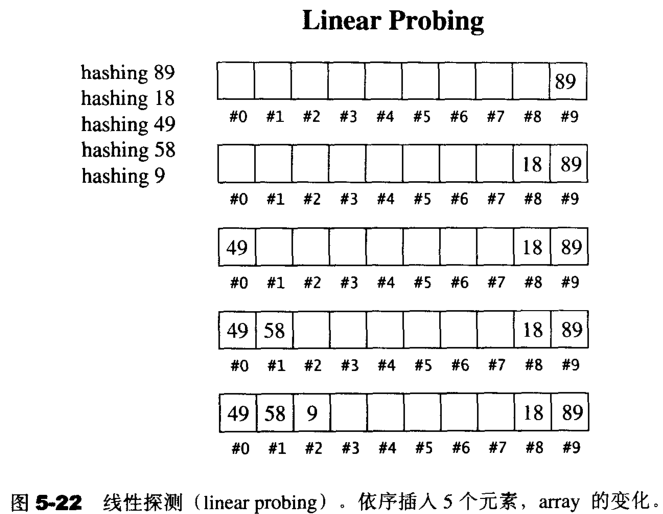 Linear Probing
hashing 89
hashing 18
hashing 49
hashing 58
hashing 9
89
#0 #1 #2 #3 #4 #5 #6 #7 #8 #9
18 89
#0 #1 #2 #3 #4 #5 #6 #7 #8 #9
49 18 89
#0 #1 #2 #3 #4 #5 #6 #7 #8 #9
49 58 18 89
#0 #1 #2 #3 #4 #5 #6 #7 #8 #9
49 58 9 18 89
#0 #1 #2 #3 #4 #5 #6 #7 #8 #9
图 5-22 线性探测（linear probing）。依序插入 5 个元素，array 的变化。